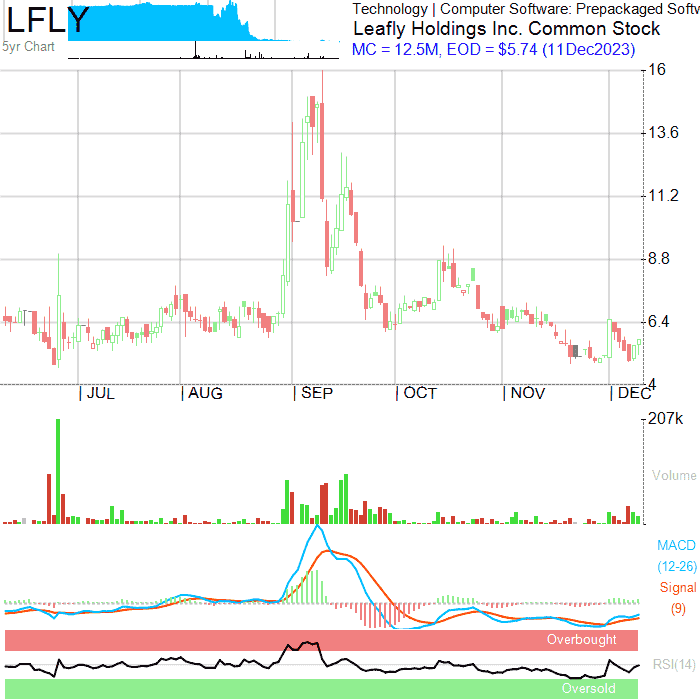 LFLY
5yr Chart
Technology | Computer Software: Prepackaged Softw
Leafly Holdings Inc. Common Stock
MC = 12.5M, EOD = $5.74 (11Dec2023)
16
13.6
11.2
8.8
6.4
4
JUL
AUG
SEP
OCT
NOV
DEC
207k
Volume
MACD
(12-26)
Signal
(9)
Overbought
RSI(14)
Oversold